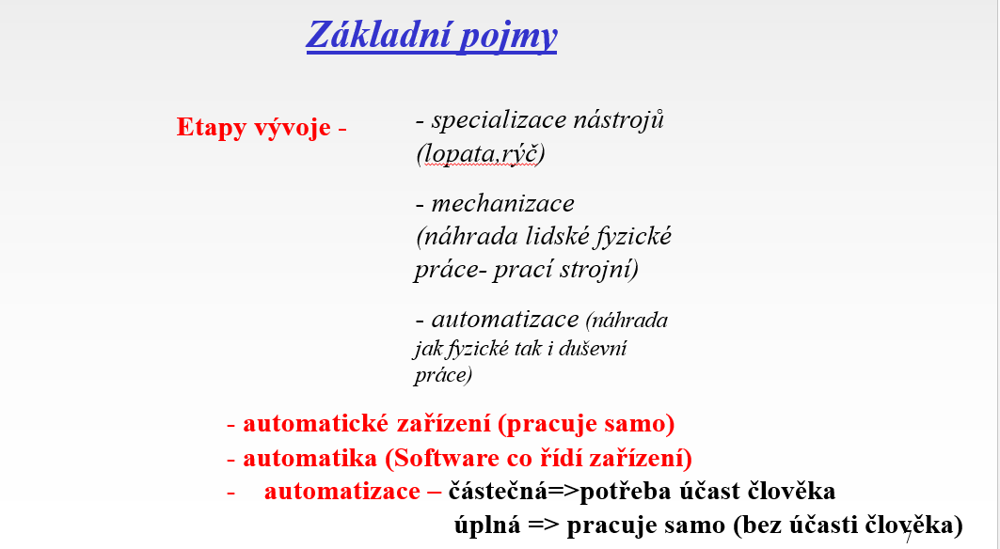 Základní pojmy
Etapy vývoje -
- specializace nástrojů
(lopata,rýč)
- mechanizace
(náhrada lidské fyzické
práce- prací strojní)
- automatizace (náhrada
jak fyzické tak i duševní
práce)
- automatické zařízení (pracuje samo)
- automatika (Software co řídí zařízení)
- automatizace – částečná=>potřeba účast člověka
úplná => pracuje samo (bez účasti člověka)
7